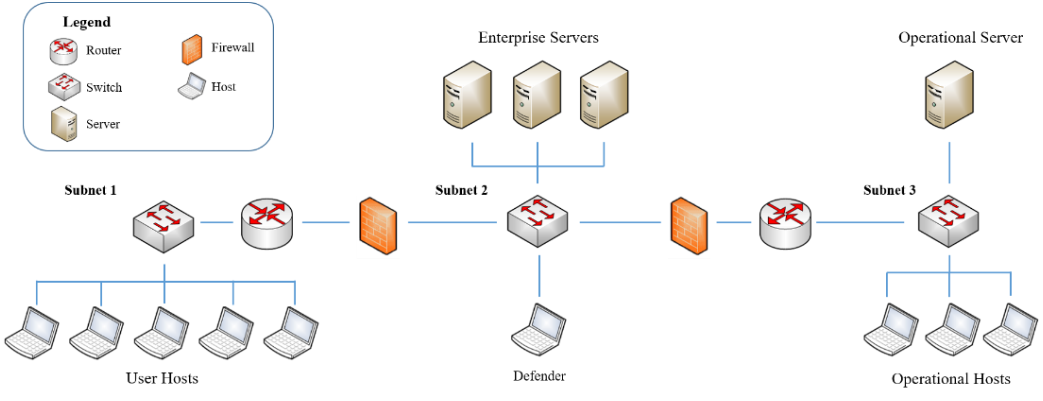 Legend
Router
Firewall
Switch
Host
Server
Enterprise Servers
Operational Server
Subnet 1
Subnet 2
Subnet 3
User Hosts
Defender
Operational Hosts